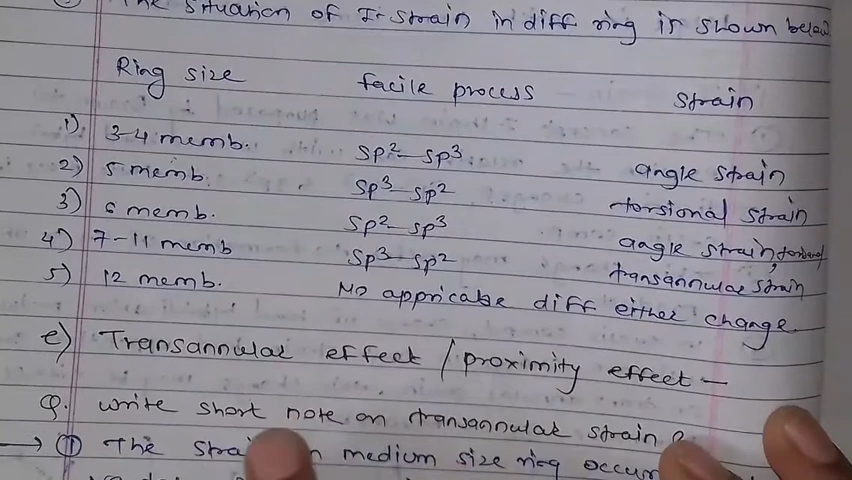 The situation of I-strain in diff ring is shown below
Ring size facile process strain
1) 3-4 memb. sp²-sp³ angle strain
2) 5 memb. sp³-sp² torsional strain
3) 6 memb. sp²-sp³ angle strain,
4) 7-11 memb sp³-sp² transannular strain
5) 12 memb. No appricable diff either change.
e) Transannular effect / proximity effect -
Q. write short note on transannular strain ?
→ ① The in medium size ring occur